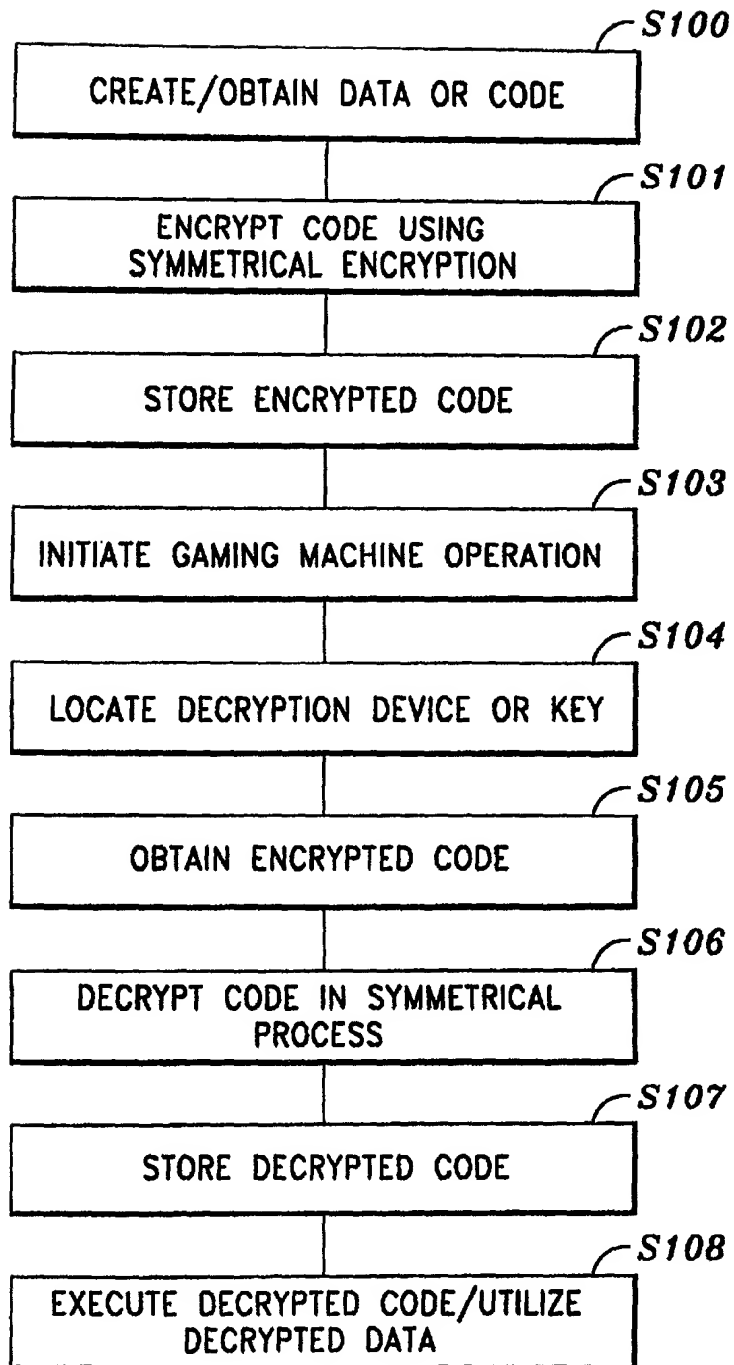 S100
CREATE/OBTAIN DATA OR CODE
S101
ENCRYPT CODE USING
SYMMETRICAL ENCRYPTION
S102
STORE ENCRYPTED CODE
S103
INITIATE GAMING MACHINE OPERATION
S104
LOCATE DECRYPTION DEVICE OR KEY
S105
OBTAIN ENCRYPTED CODE
S106
DECRYPT CODE IN SYMMETRICAL
PROCESS
S107
STORE DECRYPTED CODE
S108
EXECUTE DECRYPTED CODE/UTILIZE
DECRYPTED DATA